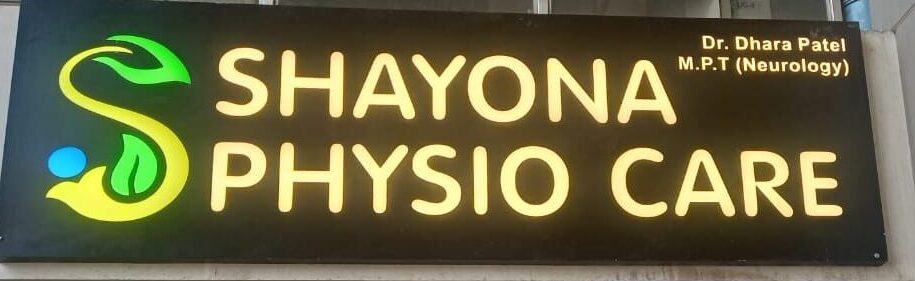 SHAYONA
PHYSIO CARE
Dr. Dhara Patel
M.P.T (Neurology)